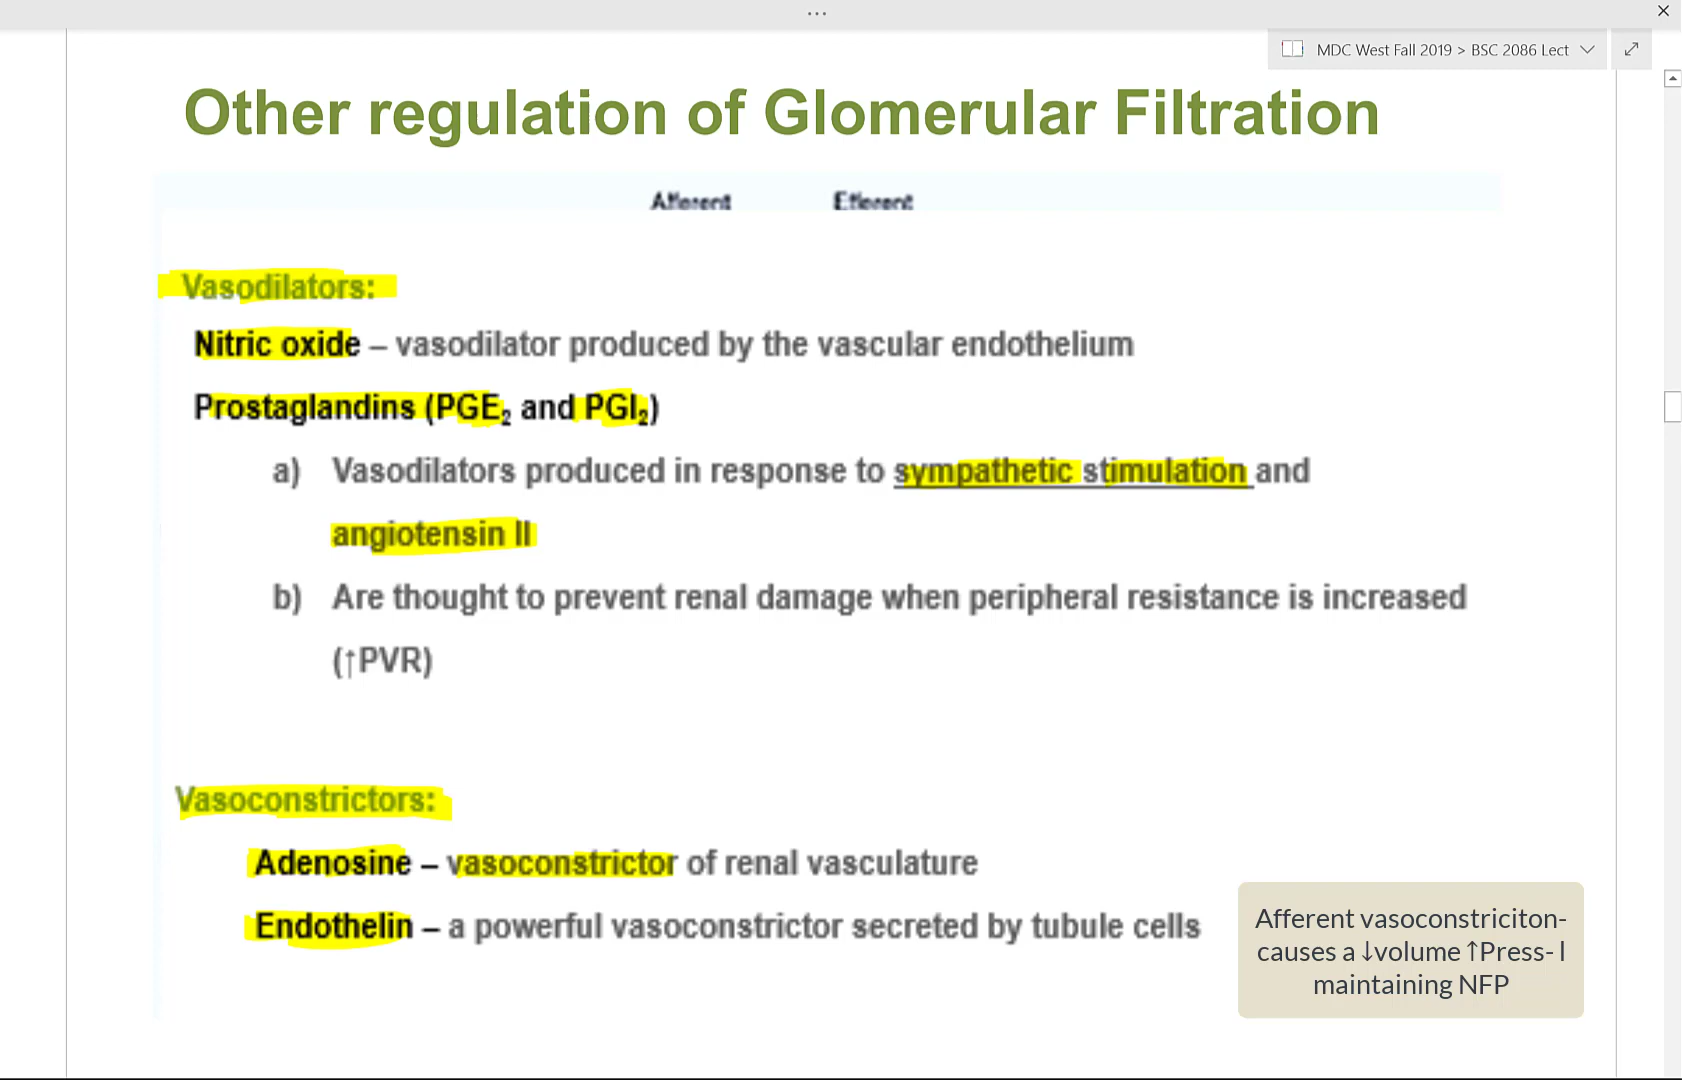 ...
MDC West Fall 2019 > BSC 2086 Lect
Other regulation of Glomerular Filtration
Afferent Efferent
Vasodilators:
Nitric oxide – vasodilator produced by the vascular endothelium
Prostaglandins (PGE₂ and PGI₂)
a) Vasodilators produced in response to sympathetic stimulation and
angiotensin II
b) Are thought to prevent renal damage when peripheral resistance is increased
(↑PVR)
Vasoconstrictors:
Adenosine – vasoconstrictor of renal vasculature
Endothelin – a powerful vasoconstrictor secreted by tubule cells
Afferent vasoconstriciton-
causes a ↓volume ↑Press- l
maintaining NFP